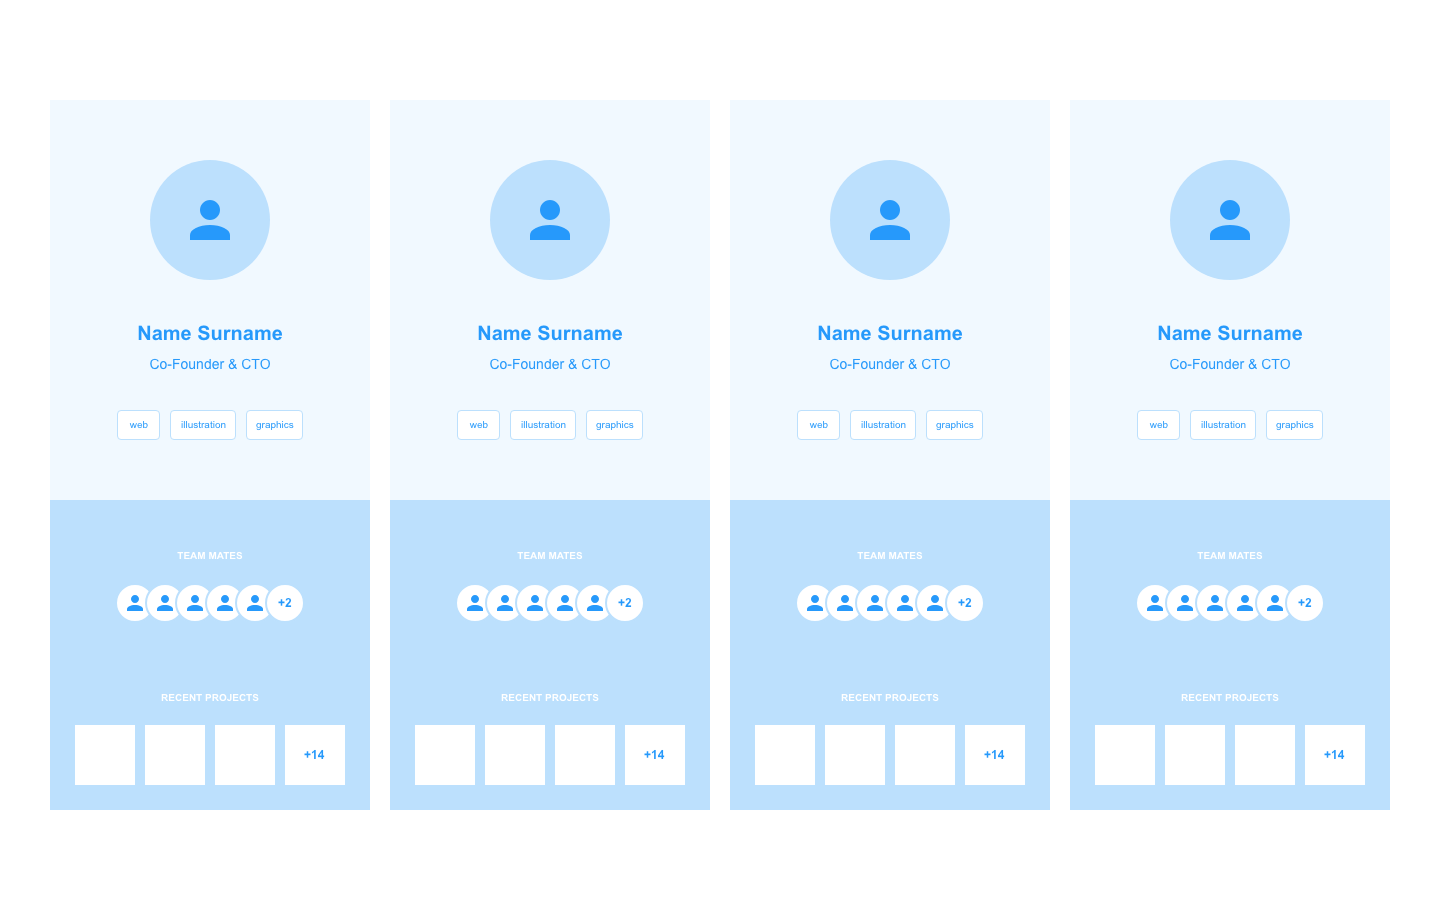 Name Surname
Co-Founder & CTO
web illustration graphics
TEAM MATES
+2
RECENT PROJECTS
+14
Name Surname
Co-Founder & CTO
web illustration graphics
TEAM MATES
+2
RECENT PROJECTS
+14
Name Surname
Co-Founder & CTO
web illustration graphics
TEAM MATES
+2
RECENT PROJECTS
+14
Name Surname
Co-Founder & CTO
web illustration graphics
TEAM MATES
+2
RECENT PROJECTS
+14